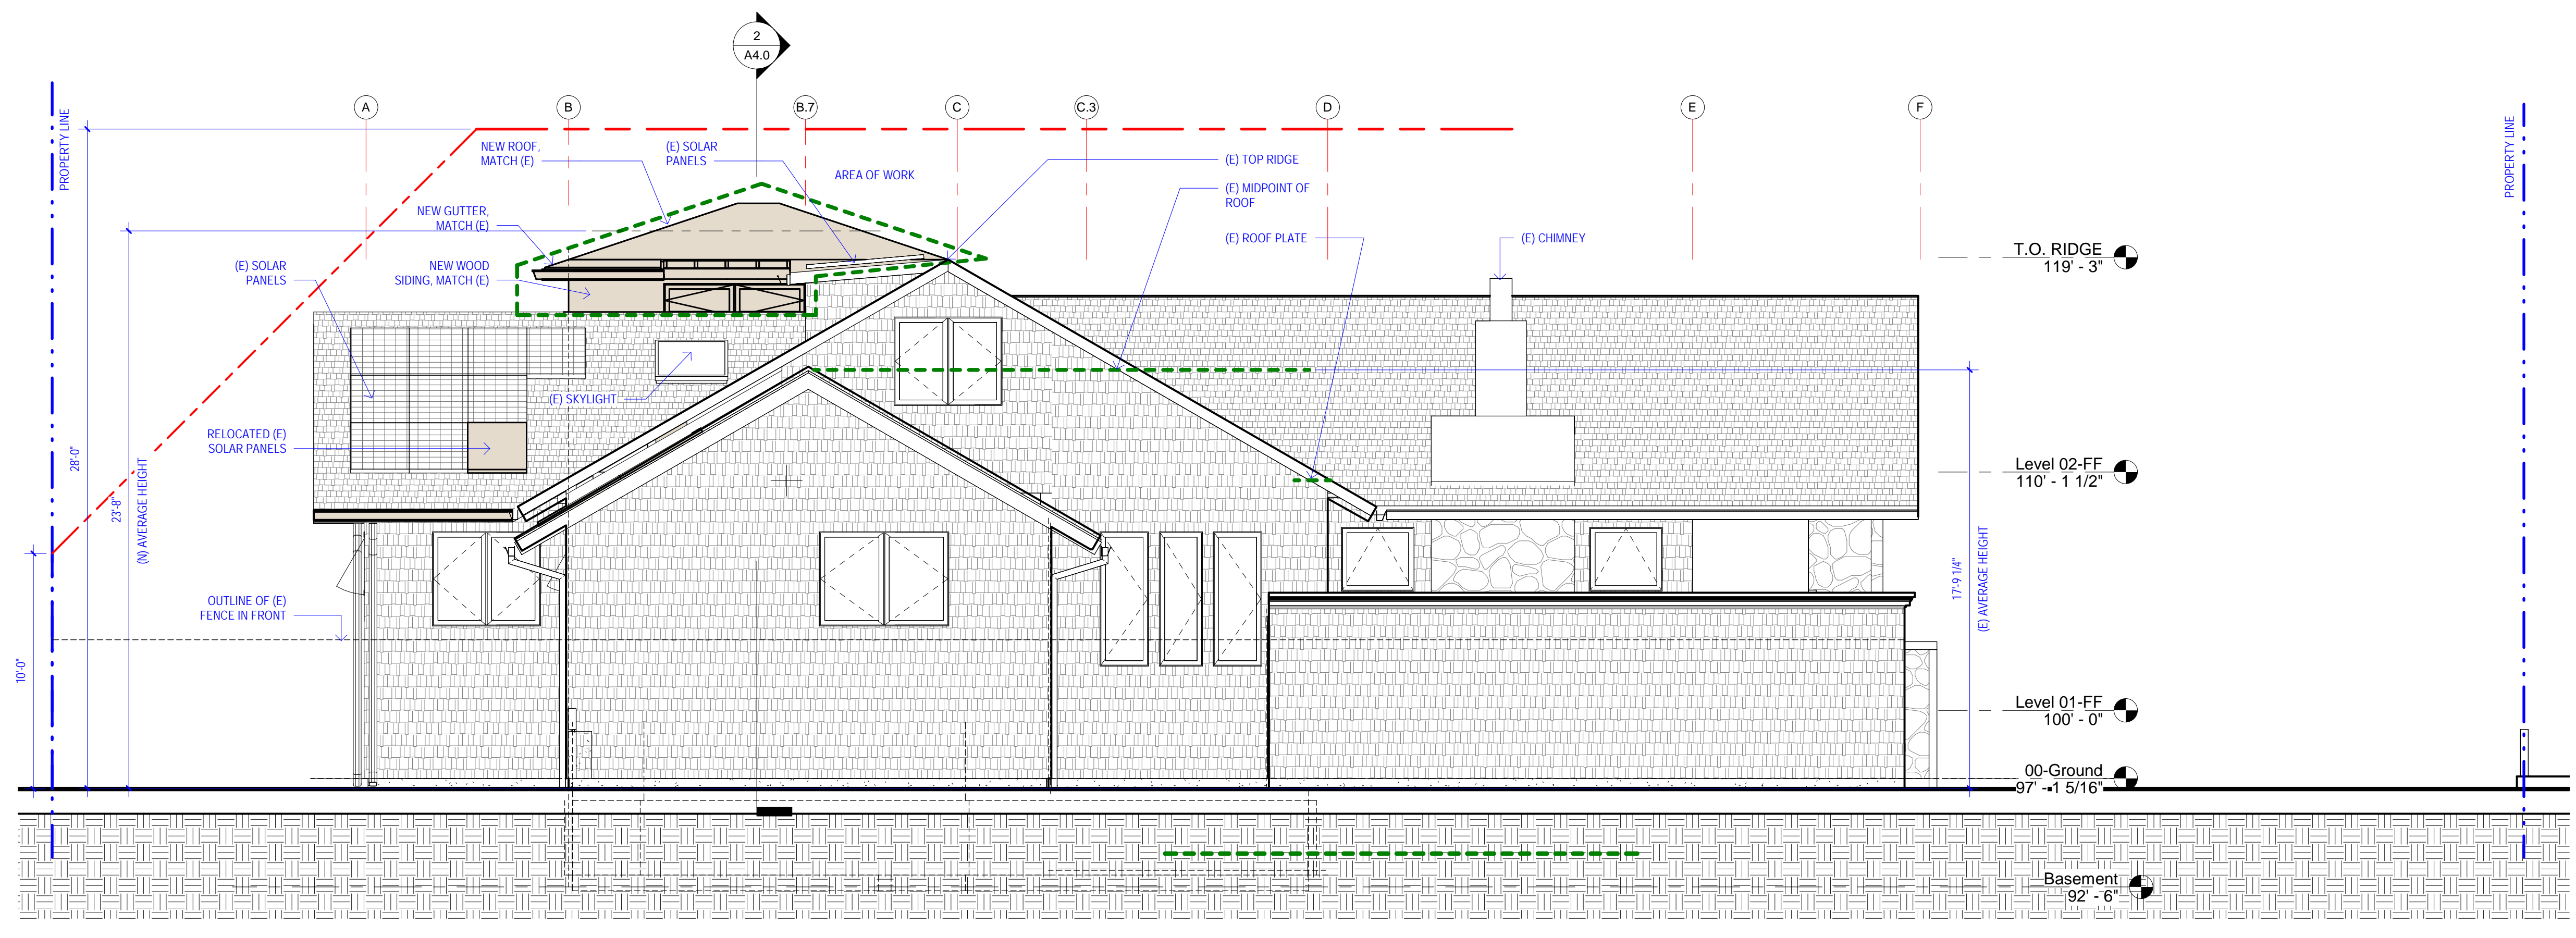 2
A4.0
A
B
B.7
C
C.3
D
E
F
PROPERTY LINE
PROPERTY LINE
NEW ROOF,
MATCH (E)
(E) SOLAR
PANELS
AREA OF WORK
(E) TOP RIDGE
(E) MIDPOINT OF
ROOF
NEW GUTTER,
MATCH (E)
(E) ROOF PLATE
(E) CHIMNEY
(E) SOLAR
PANELS
NEW WOOD
SIDING, MATCH (E)
T.O. RIDGE
119' - 3"
(E) SKYLIGHT
RELOCATED (E)
SOLAR PANELS
28'-0"
23'-8"
(N) AVERAGE HEIGHT
Level 02-FF
110' - 1 1/2"
OUTLINE OF (E)
FENCE IN FRONT
17'-9 1/4"
(E) AVERAGE HEIGHT
10'-0"
Level 01-FF
100' - 0"
00-Ground
97' - 1 5/16"
Basement
92' - 6"